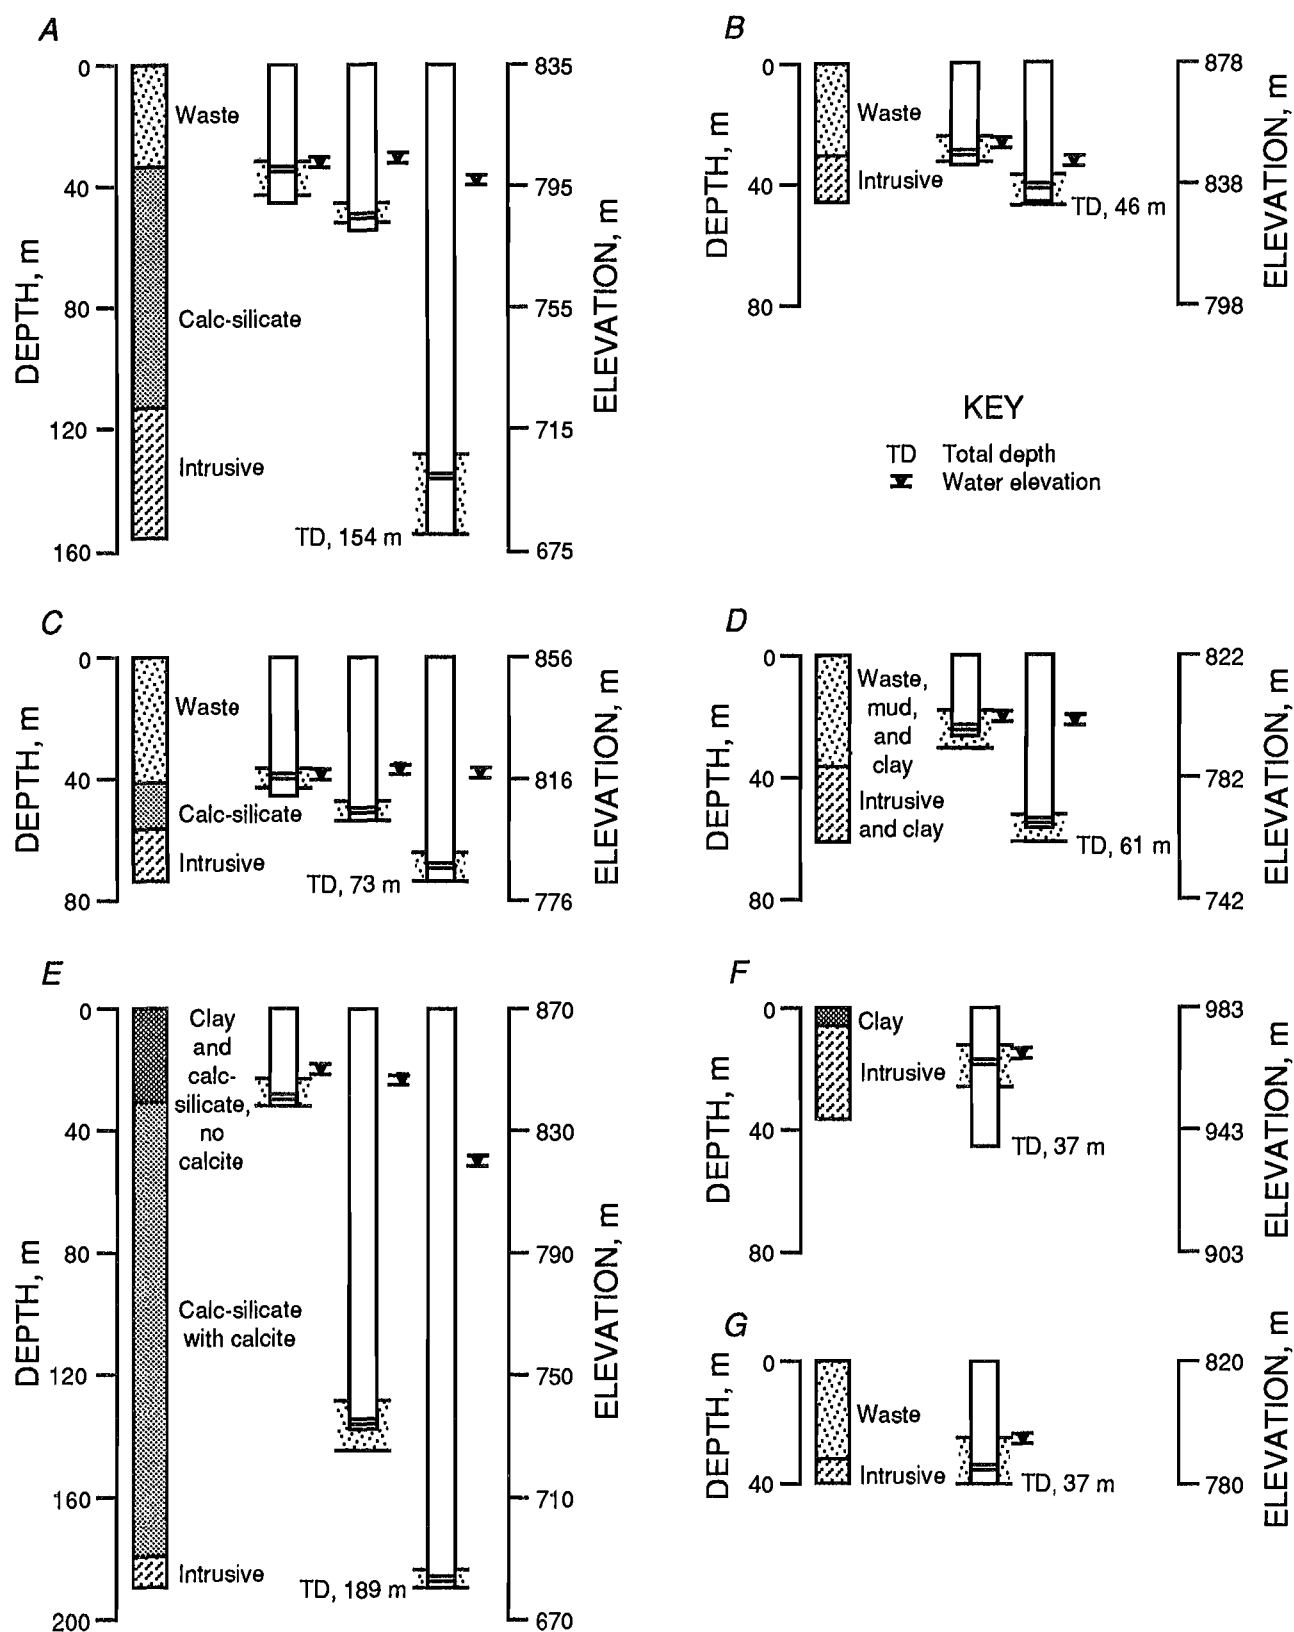 A
0
40
80
120
160
DEPTH, m
Waste
Calc-silicate
Intrusive
TD, 154 m
835
795
755
715
675
ELEVATION, m
B
0
40
80
DEPTH, m
Waste
Intrusive
TD, 46 m
878
838
798
ELEVATION, m
KEY
TD Total depth
Water elevation
C
0
40
80
DEPTH, m
Waste
Calc-silicate
Intrusive
TD, 73 m
856
816
776
ELEVATION, m
D
0
40
80
DEPTH, m
Waste,
mud,
and
clay
Intrusive
and clay
TD, 61 m
822
782
742
ELEVATION, m
E
0
40
80
120
160
200
DEPTH, m
Clay
and
calc-
silicate,
no
calcite
Calc-silicate
with calcite
Intrusive
TD, 189 m
870
830
790
750
710
670
ELEVATION, m
F
0
40
80
DEPTH, m
Clay
Intrusive
TD, 37 m
983
943
903
ELEVATION, m
G
0
40
DEPTH, m
Waste
Intrusive
TD, 37 m
820
780
ELEVATION, m